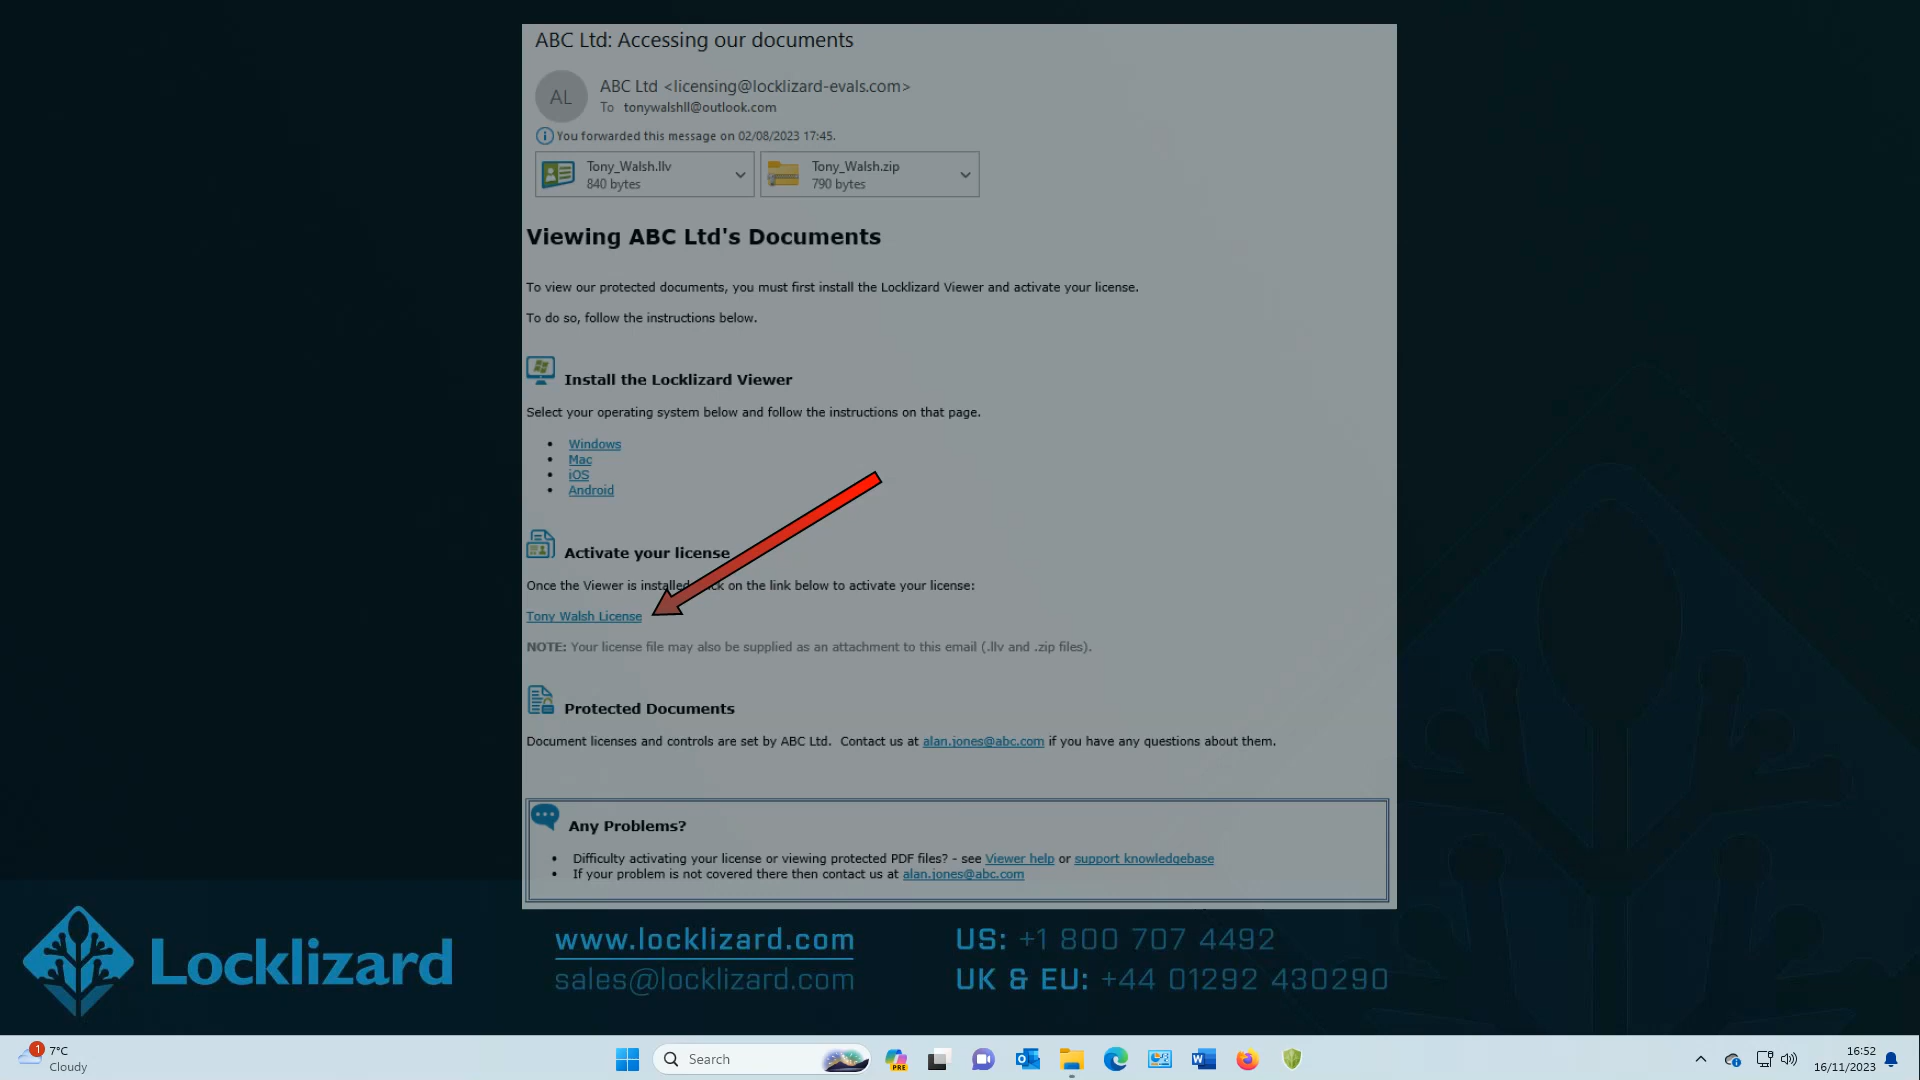 ABC Ltd: Accessing our documents
AL
ABC Ltd <licensing@locklizard-evals.com>
To tonywalshll@outlook.com
You forwarded this message on 02/08/2023 17:45.
Tony_Walsh.llv
840 bytes
Tony_Walsh.zip
790 bytes
Viewing ABC Ltd's Documents
To view our protected documents, you must first install the Locklizard Viewer and activate your license.
To do so, follow the instructions below.
Install the Locklizard Viewer
Select your operating system below and follow the instructions on that page.
• Windows
• Mac
• iOS
• Android
Activate your license
Once the Viewer is installed on the link below to activate your license:
Tony Walsh License
NOTE: Your license file may also be supplied as an attachment to this email (.llv and .zip files).
Protected Documents
Document licenses and controls are set by ABC Ltd. Contact us at alan.jones@abc.com if you have any questions about them.
Any Problems?
• Difficulty activating your license or viewing protected PDF files? - see Viewer help or support knowledgebase
• If your problem is not covered there then contact us at alan.jones@abc.com
Locklizard
www.locklizard.com
sales@locklizard.com
US: +1 800 707 4492
UK & EU: +44 01292 430290
1
7°C
Cloudy
Search
PRE
16:52
16/11/2023